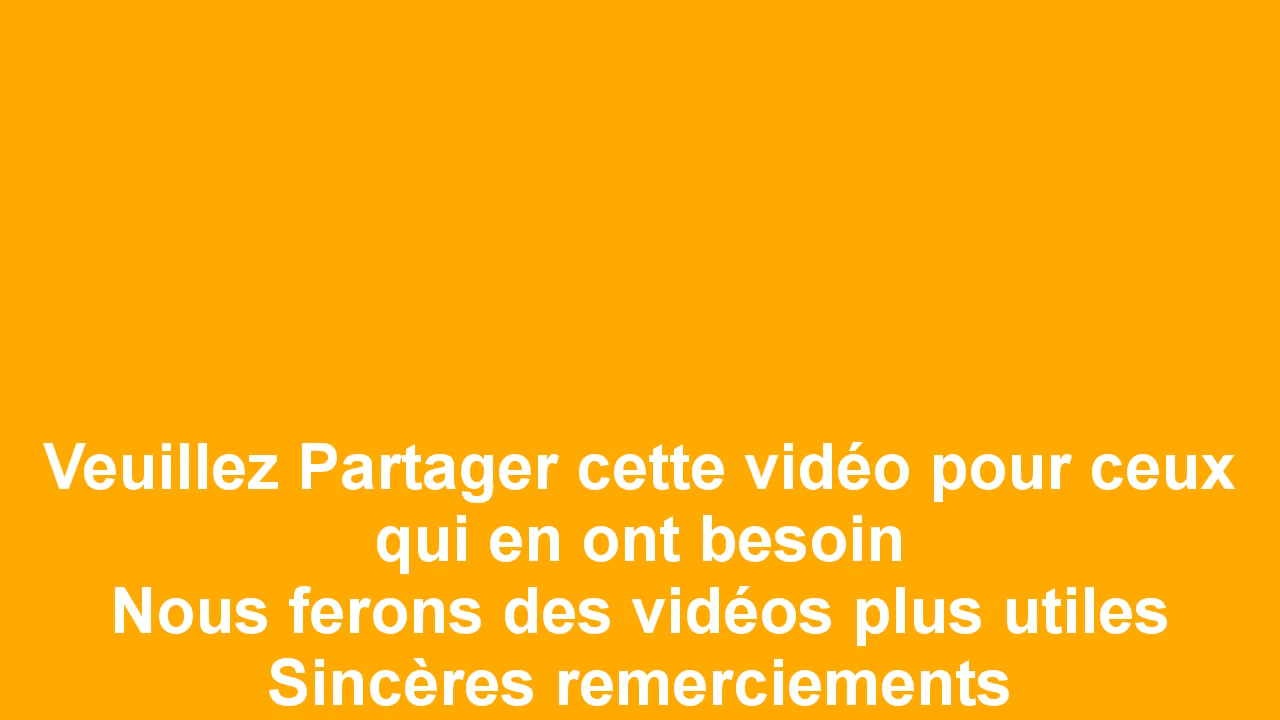 Veuillez Partager cette vidéo pour ceux
qui en ont besoin
Nous ferons des vidéos plus utiles
Sincères remerciements